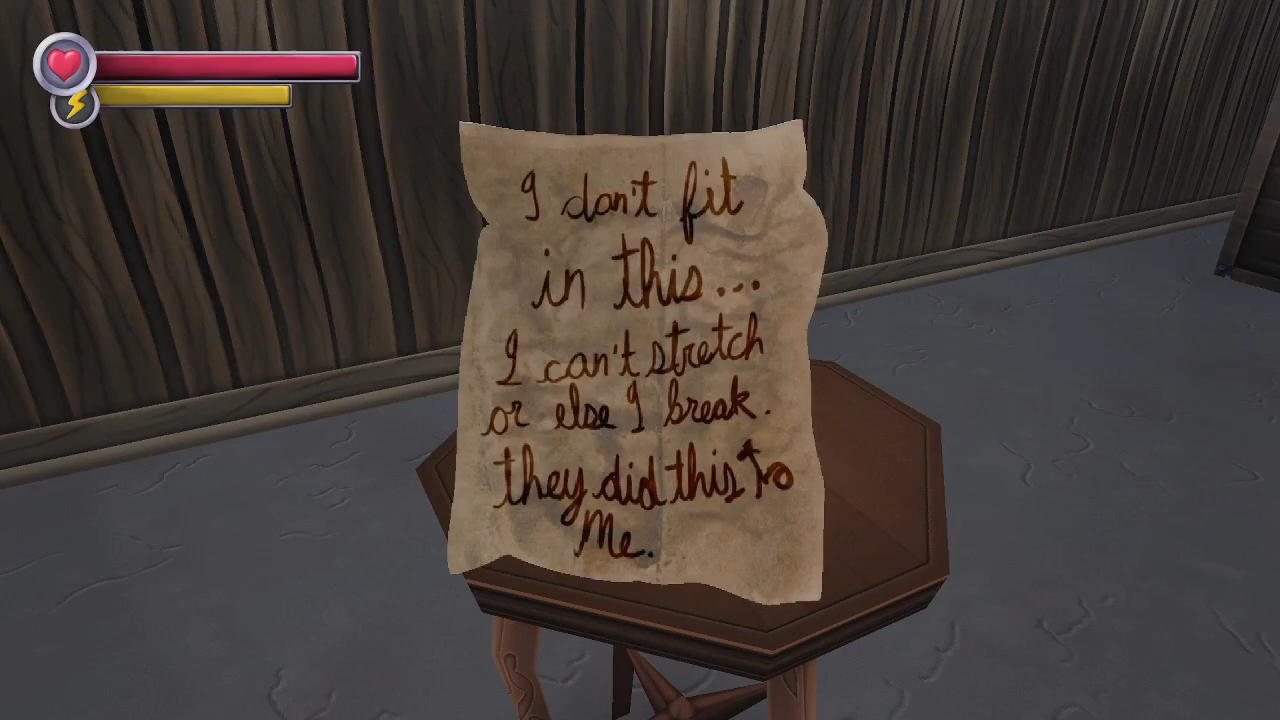 I don't fit
in this...
I can't stretch
or else I break.
they did this To
Me.